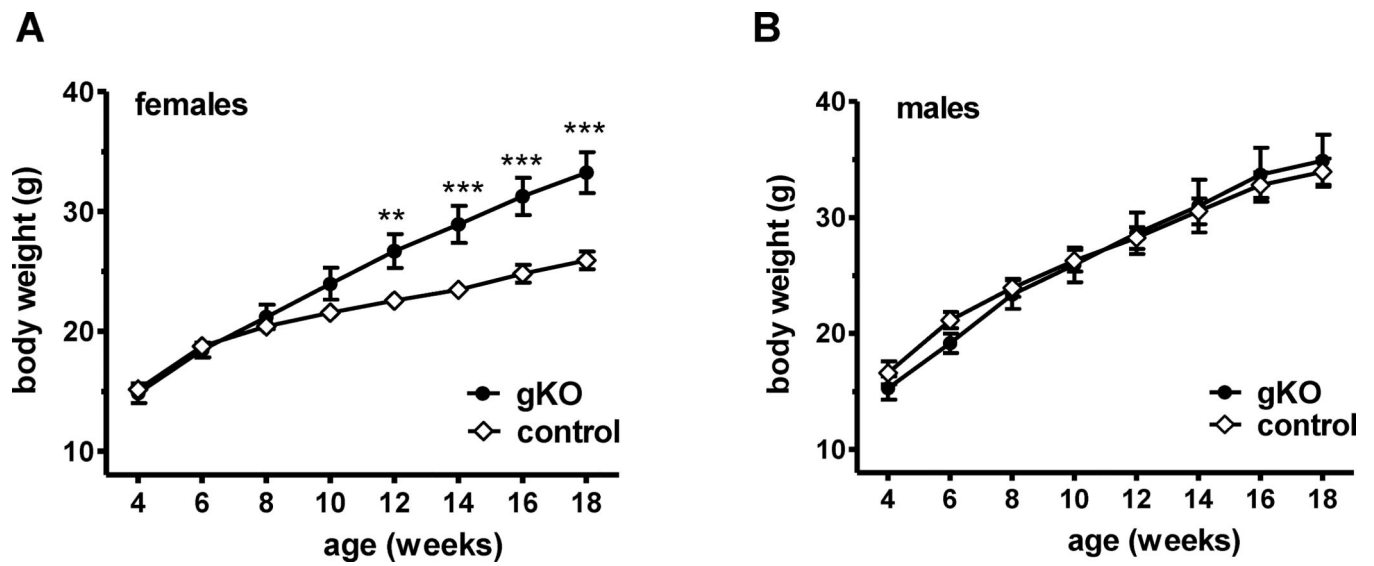 A
females
body weight (g)
40
30
20
10
**
***
***
***
gKO
control
4 6 8 10 12 14 16 18
age (weeks)
B
males
body weight (g)
40
30
20
10
gKO
control
4 6 8 10 12 14 16 18
age (weeks)